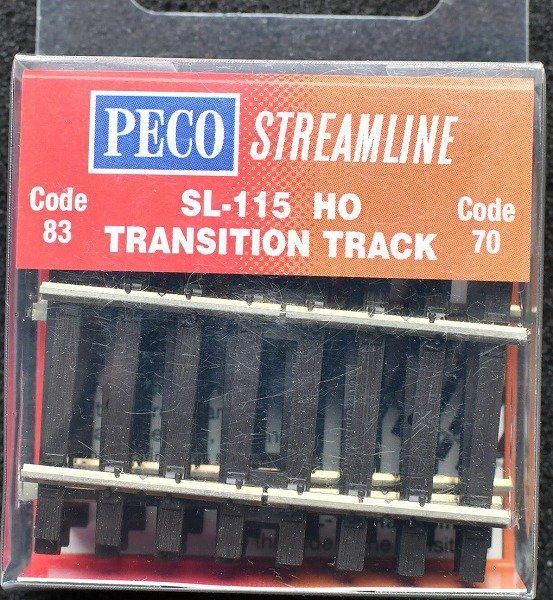 PECO STREAMLINE
SL-115 HO
TRANSITION TRACK
Code
83
Code
70